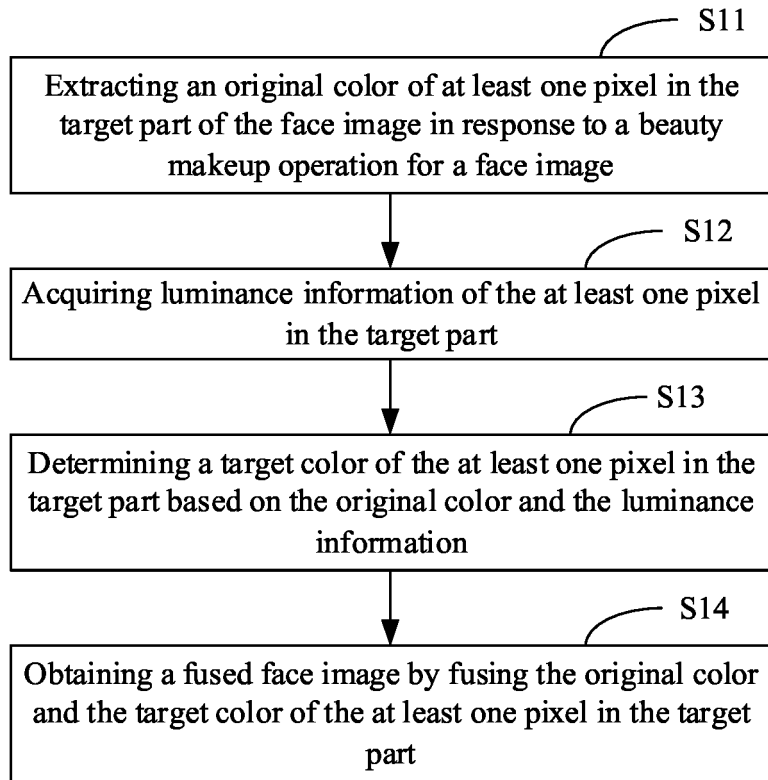 S11
Extracting an original color of at least one pixel in the
target part of the face image in response to a beauty
makeup operation for a face image
S12
Acquiring luminance information of the at least one pixel
in the target part
S13
Determining a target color of the at least one pixel in the
target part based on the original color and the luminance
information
S14
Obtaining a fused face image by fusing the original color
and the target color of the at least one pixel in the target
part